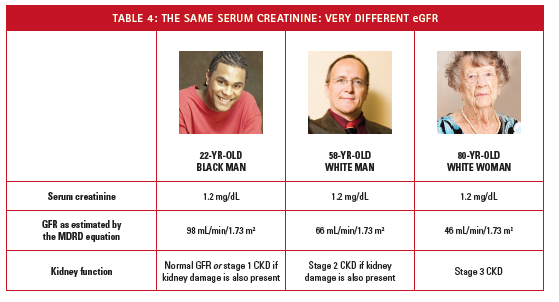 TABLE 4: THE SAME SERUM CREATININE: VERY DIFFERENT eGFR
22-YR-OLD
BLACK MAN
58-YR-OLD
WHITE MAN
80-YR-OLD
WHITE WOMAN
Serum creatinine
1.2 mg/dL
1.2 mg/dL
1.2 mg/dL
GFR as estimated by
the MDRD equation
98 mL/min/1.73 m²
66 mL/min/1.73 m²
46 mL/min/1.73 m²
Kidney function
Normal GFR or stage 1 CKD if
kidney damage is also present
Stage 2 CKD if kidney
damage is also present
Stage 3 CKD